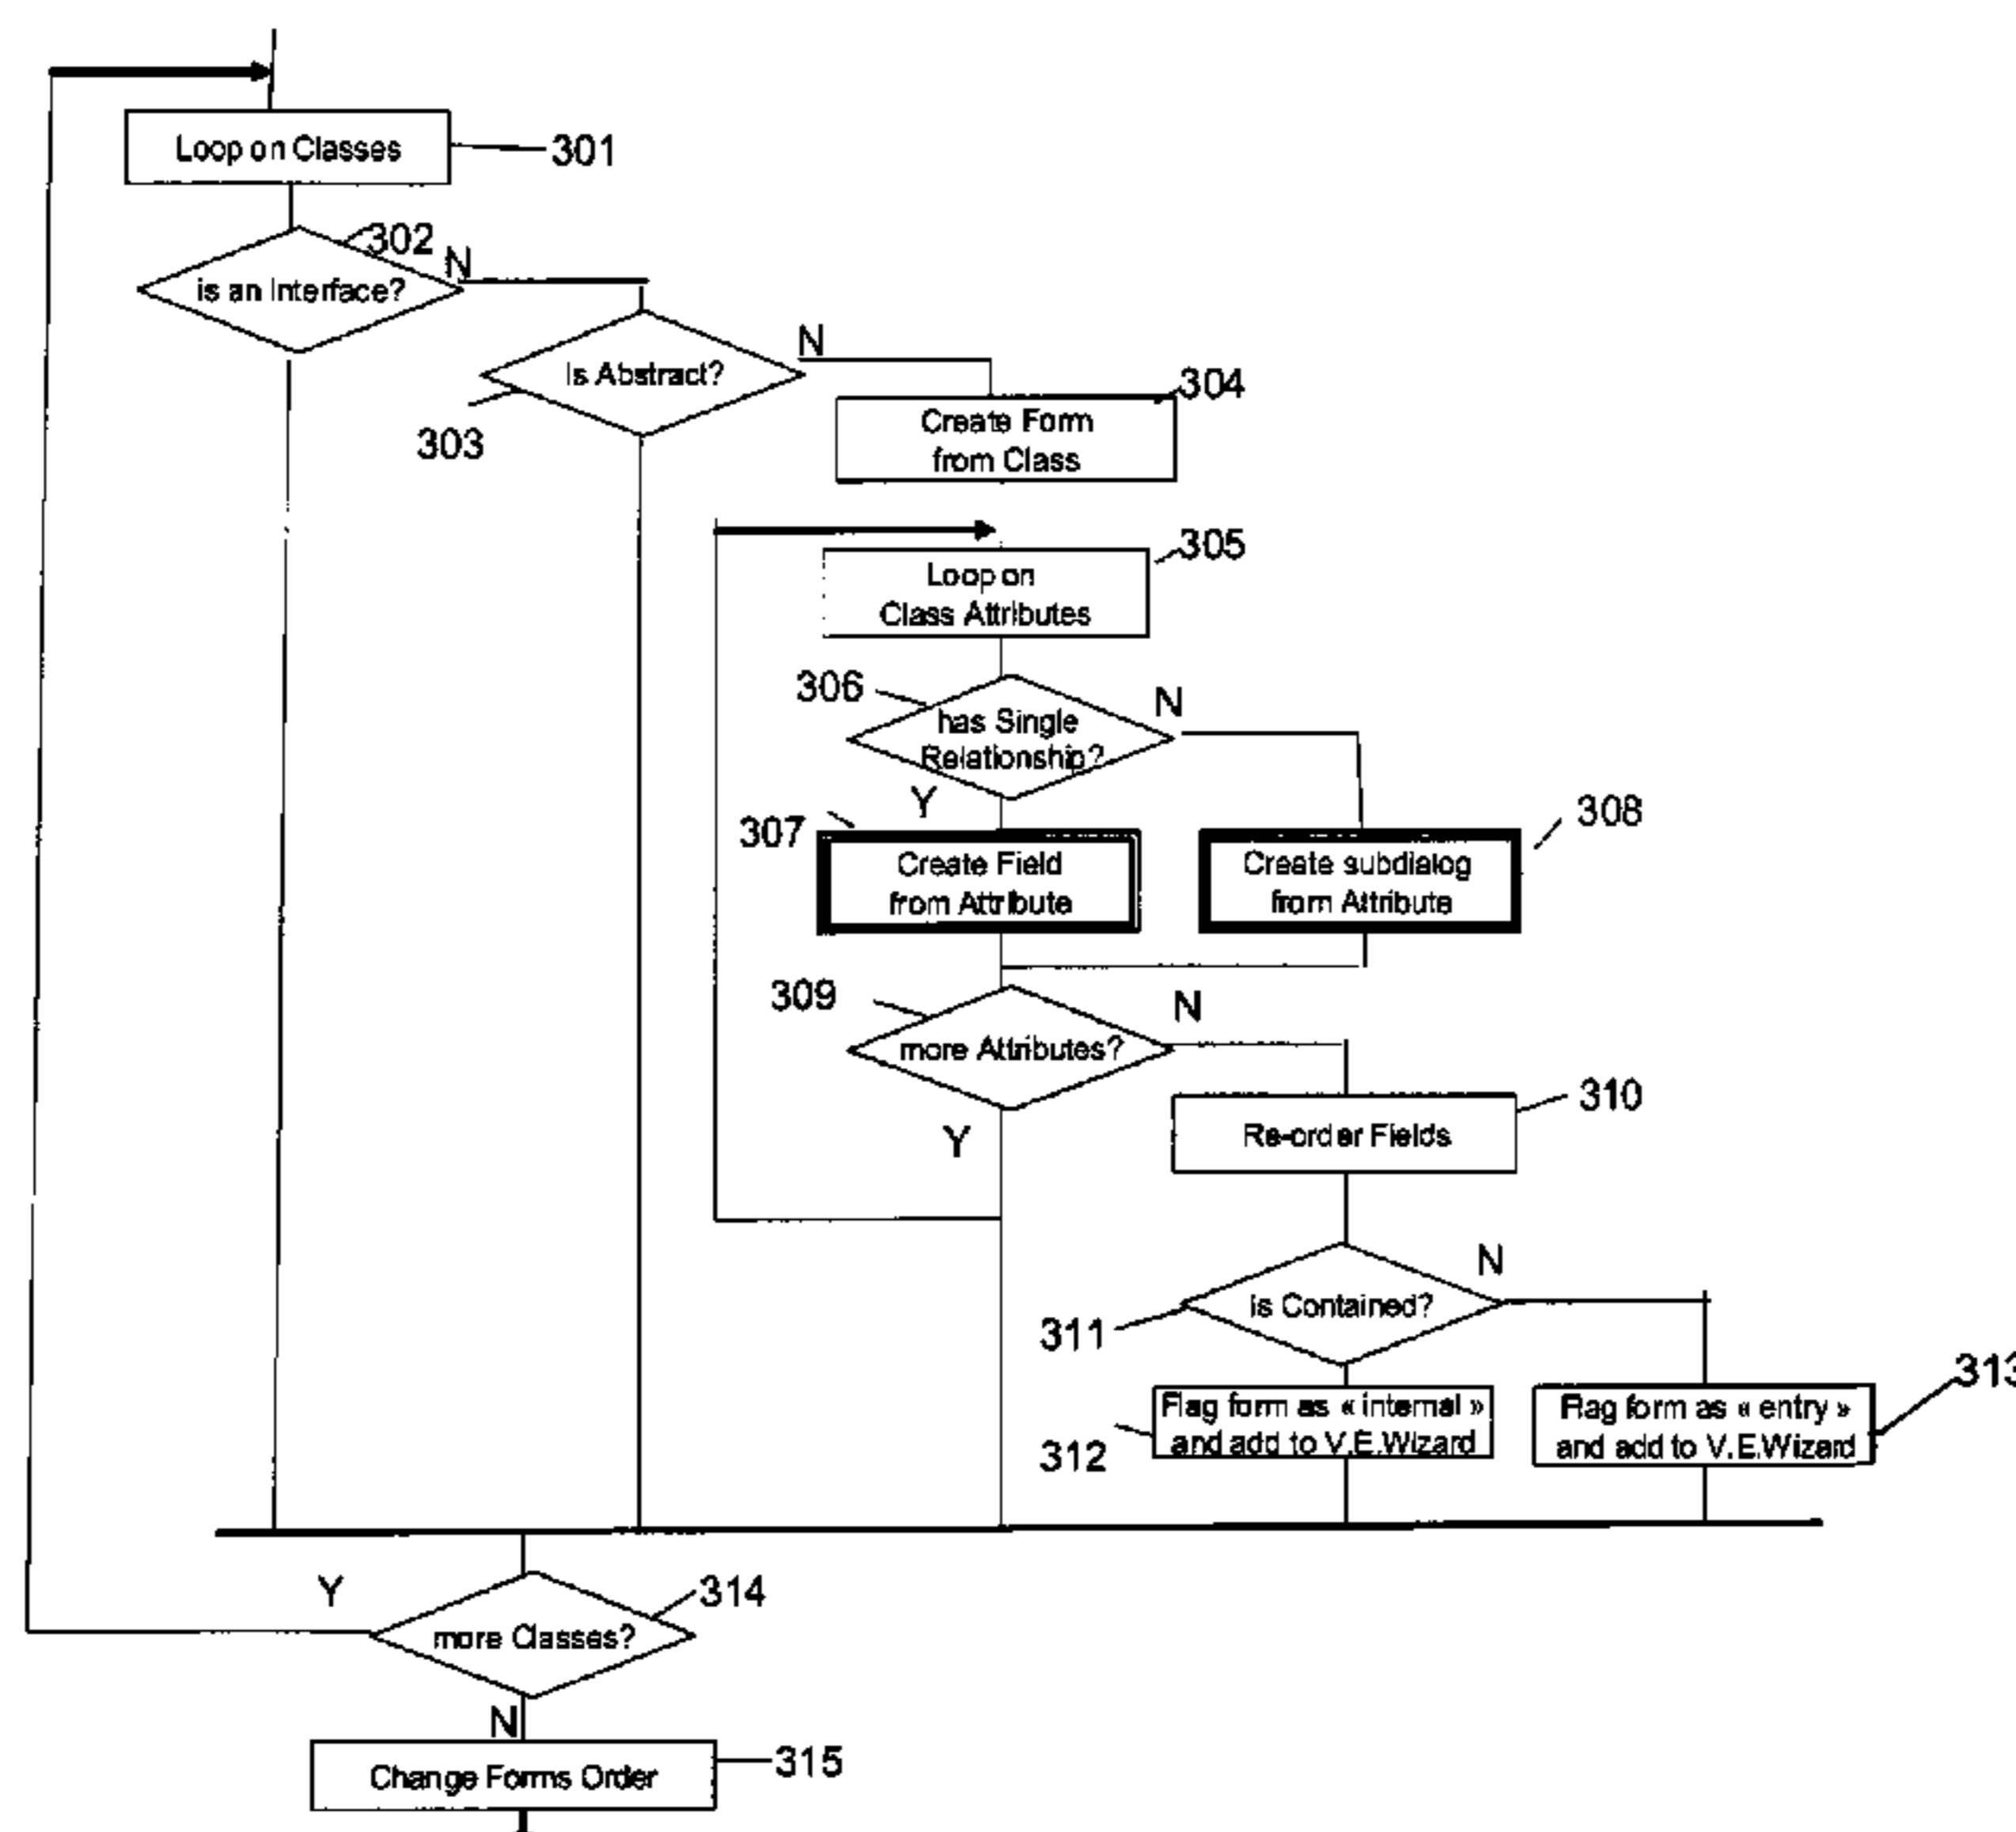 Loop on Classes
301
302
N
is an Interface?
N
Is Abstract?
303
304
Create Form
from Class
305
Loop on
Class Attributes
306
N
has Single
Relationship?
Y
307
308
Create Field
from Attribute
Create subdialog
from Attribute
309
N
more Attributes?
310
Re-order Fields
Y
N
Is Contained?
311
313
Flag form as « internal »
and add to V.E.Wizard
312
Flag form as « entry »
and add to V.E.Wizard
Y
314
more Classes?
N
Change Forms Order
315